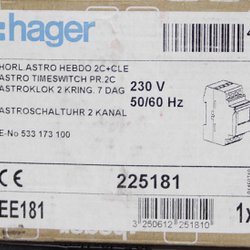 :hager
HORL.ASTRO HEBDO 2C+CLE
ASTRO TIMESWITCH PR.2C
ASTROKLOK 2 KRING. 7 DAG
230 V
50/60 Hz
ASTROSCHALTUHR 2 KANAL
E-No 533 173 100
CE
225181
EE181
3 250612 251810
1x
:hager